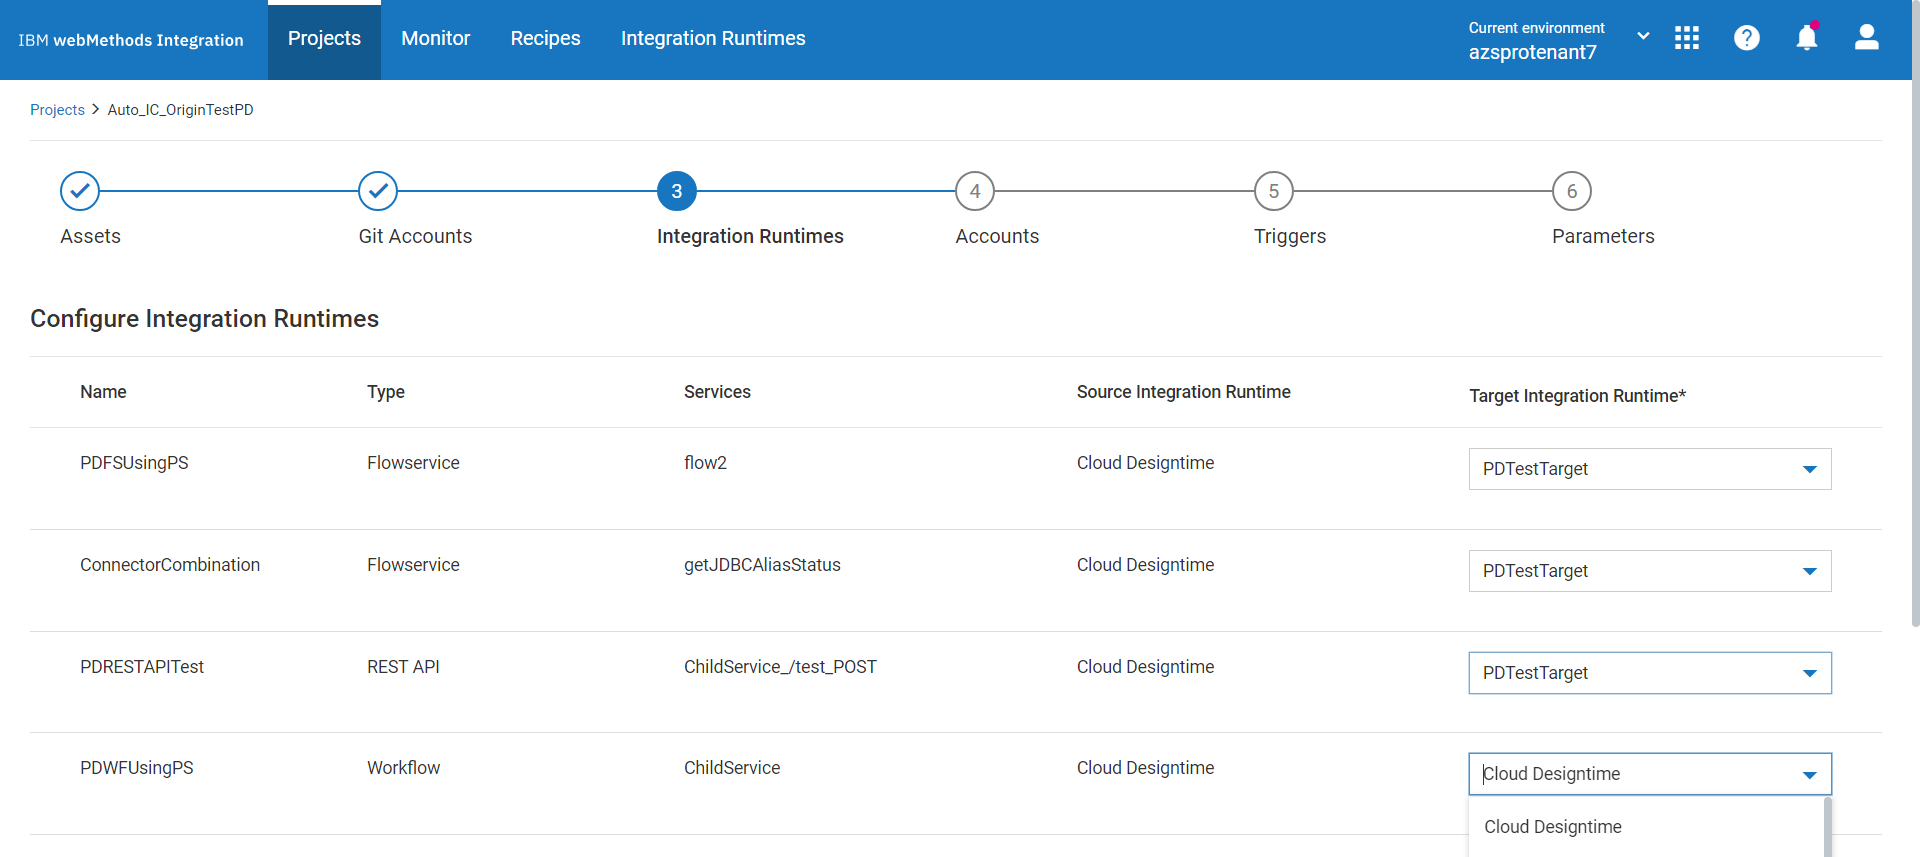 IBM webMethods Integration
Projects
Monitor
Recipes
Integration Runtimes
Current environment
azsprotenant7
Projects > Auto_IC_OriginTestPD
3
4
5
6
Assets
Git Accounts
Integration Runtimes
Accounts
Triggers
Parameters
Configure Integration Runtimes
Name Type Services Source Integration Runtime Target Integration Runtime*
PDFSUsingPS Flowservice flow2 Cloud Designtime PDTestTarget
ConnectorCombination Flowservice getJDBCAliasStatus Cloud Designtime PDTestTarget
PDRESTAPITest REST API ChildService_/test_POST Cloud Designtime PDTestTarget
PDWFUsingPS Workflow ChildService Cloud Designtime Cloud Designtime
Cloud Designtime